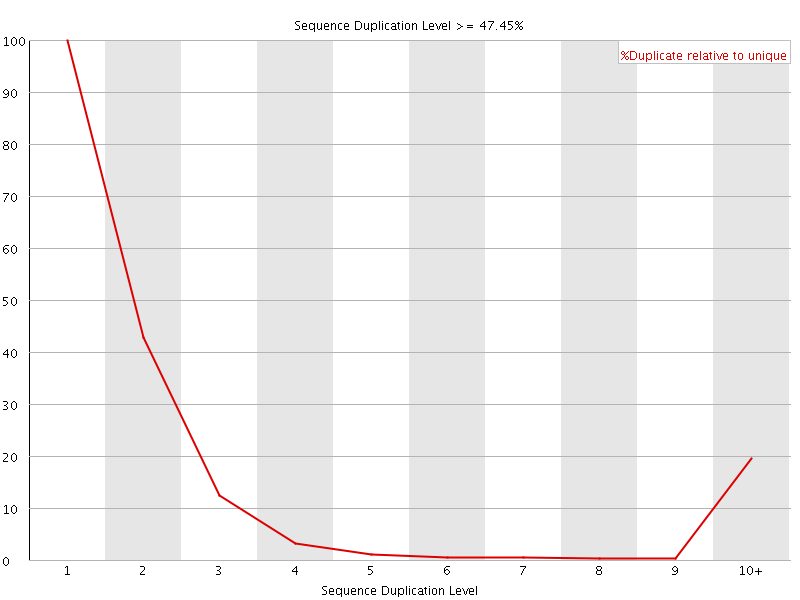 Sequence Duplication Level >= 47.45%
%Duplicate relative to unique
100
90
80
70
60
50
40
30
20
10
0
1 2 3 4 5 6 7 8 9 10+
Sequence Duplication Level